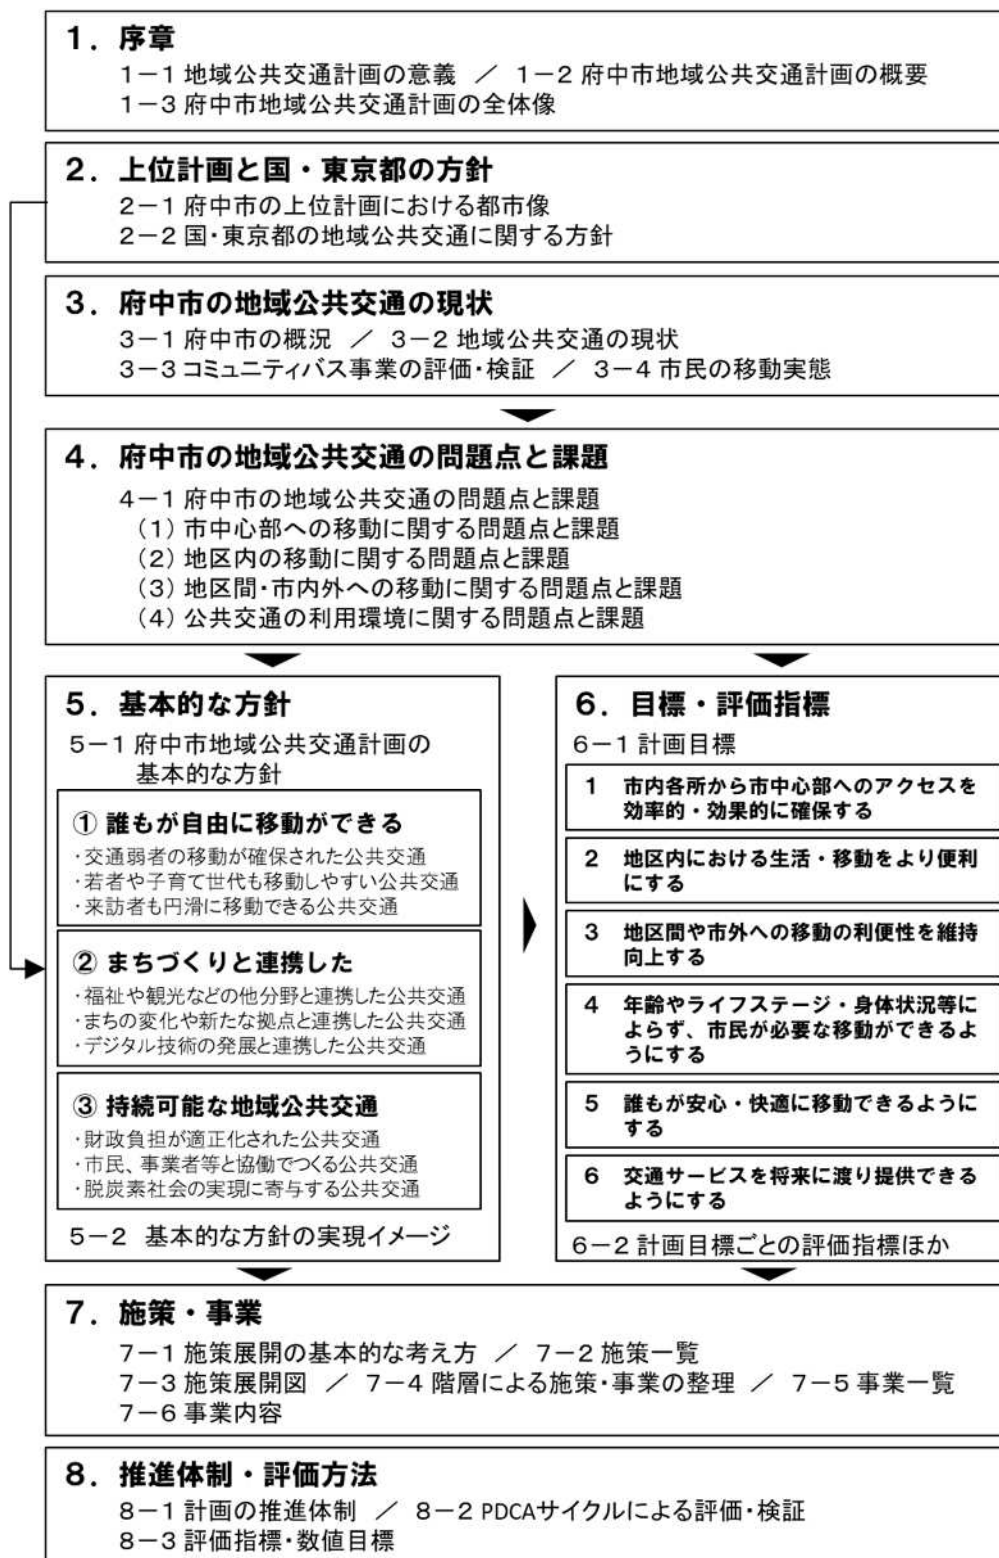 1．序章
1－1 地域公共交通計画の意義 ／ 1－2 府中市地域公共交通計画の概要
1－3 府中市地域公共交通計画の全体像
2．上位計画と国・東京都の方針
2－1 府中市の上位計画における都市像
2－2 国・東京都の地域公共交通に関する方針
3．府中市の地域公共交通の現状
3－1 府中市の概況 ／ 3－2 地域公共交通の現状
3－3 コミュニティバス事業の評価・検証 ／ 3－4 市民の移動実態
4．府中市の地域公共交通の問題点と課題
4－1 府中市の地域公共交通の問題点と課題
（1）市中心部への移動に関する問題点と課題
（2）地区内の移動に関する問題点と課題
（3）地区間・市内外への移動に関する問題点と課題
（4）公共交通の利用環境に関する問題点と課題
5．基本的な方針
5－1 府中市地域公共交通計画の
基本的な方針
① 誰もが自由に移動ができる
・交通弱者の移動が確保された公共交通
・若者や子育て世代も移動しやすい公共交通
・来訪者も円滑に移動できる公共交通
② まちづくりと連携した
・福祉や観光などの他分野と連携した公共交通
・まちの変化や新たな拠点と連携した公共交通
・デジタル技術の発展と連携した公共交通
③ 持続可能な地域公共交通
・財政負担が適正化された公共交通
・市民、事業者等と協働でつくる公共交通
・脱炭素社会の実現に寄与する公共交通
5－2 基本的な方針の実現イメージ
6．目標・評価指標
6－1 計画目標
1 市内各所から市中心部へのアクセスを
効率的・効果的に確保する
2 地区内における生活・移動をより便利
にする
3 地区間や市外への移動の利便性を維持
向上する
4 年齢やライフステージ・身体状況等
によらず、市民が必要な移動ができるよ
うにする
5 誰もが安心・快適に移動できるように
する
6 交通サービスを将来に渡り提供できる
ようにする
6－2 計画目標ごとの評価指標ほか
7．施策・事業
7－1 施策展開の基本的な考え方 ／ 7－2 施策一覧
7－3 施策展開図 ／ 7－4 階層による施策・事業の整理 ／ 7－5 事業一覧
7－6 事業内容
8．推進体制・評価方法
8－1 計画の推進体制 ／ 8－2 PDCAサイクルによる評価・検証
8－3 評価指標・数値目標